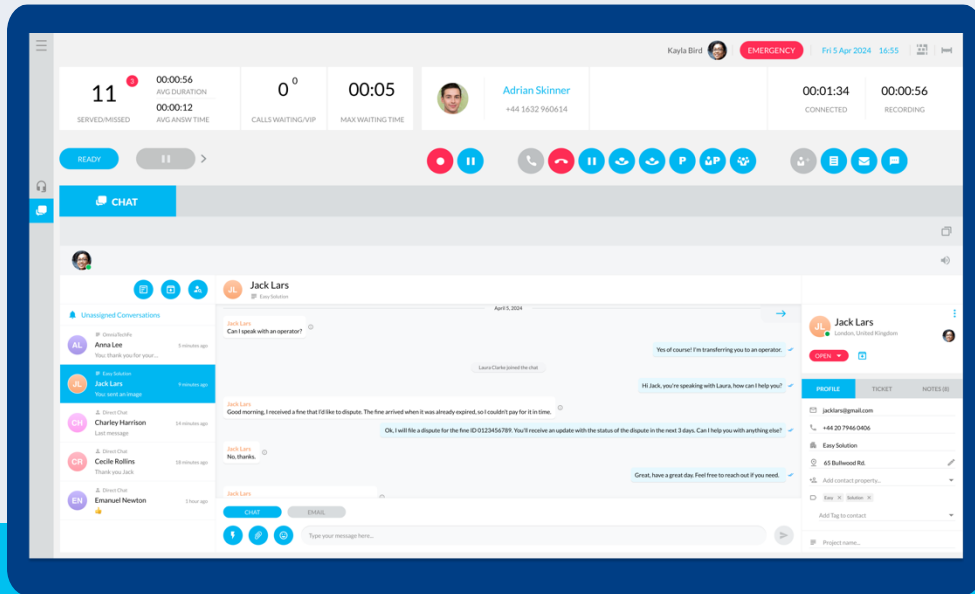 Kayla Bird
EMERGENCY
Fri 5 Apr 2024 16:55
11
3
SERVED/MISSED
00:00:56
AVG DURATION
00:00:12
AVG ANSW TIME
0 0
CALLS WAITING/VIP
00:05
MAX WAITING TIME
Adrian Skinner
+44 1632 960614
00:01:34
CONNECTED
00:00:56
RECORDING
READY
P
P
CHAT
Unassigned Conversations
OmniaTechFx
AL
Anna Lee
5 minutes ago
You: thank you for your...
Easy Solution
JL
Jack Lars
9 minutes ago
You: sent an image
Direct Chat
CH
Charley Harrison
14 minutes ago
Last message
Direct Chat
CR
Cecile Rollins
18 minutes ago
Thank you Jack
Direct Chat
EN
Emanuel Newton
1 hour ago
JL
Jack Lars
Easy Solution
April 5, 2024
Jack Lars
Can I speak with an operator?
Yes of course! I'm transferring you to an operator.
Laura Clarke joined the chat
Hi Jack, you're speaking with Laura, how can I help you?
Jack Lars
Good morning, I received a fine that I'd like to dispute. The fine arrived when it was already expired, so I couldn't pay for it in time.
Ok, I will file a dispute for the fine ID 0123456789. You'll receive an update with the status of the dispute in the next 3 days. Can I help you with anything else?
Jack Lars
No, thanks.
Great, have a great day. Feel free to reach out if you need.
Jack Lars
CHAT
EMAIL
Type your message here...
JL
Jack Lars
London, United Kingdom
OPEN
PROFILE
TICKET
NOTES (8)
jacklars@gmail.com
+44 20 7946 0406
Easy Solution
65 Bullwood Rd.
Add contact property...
Easy ×
Solution ×
Add Tag to contact
Project name...